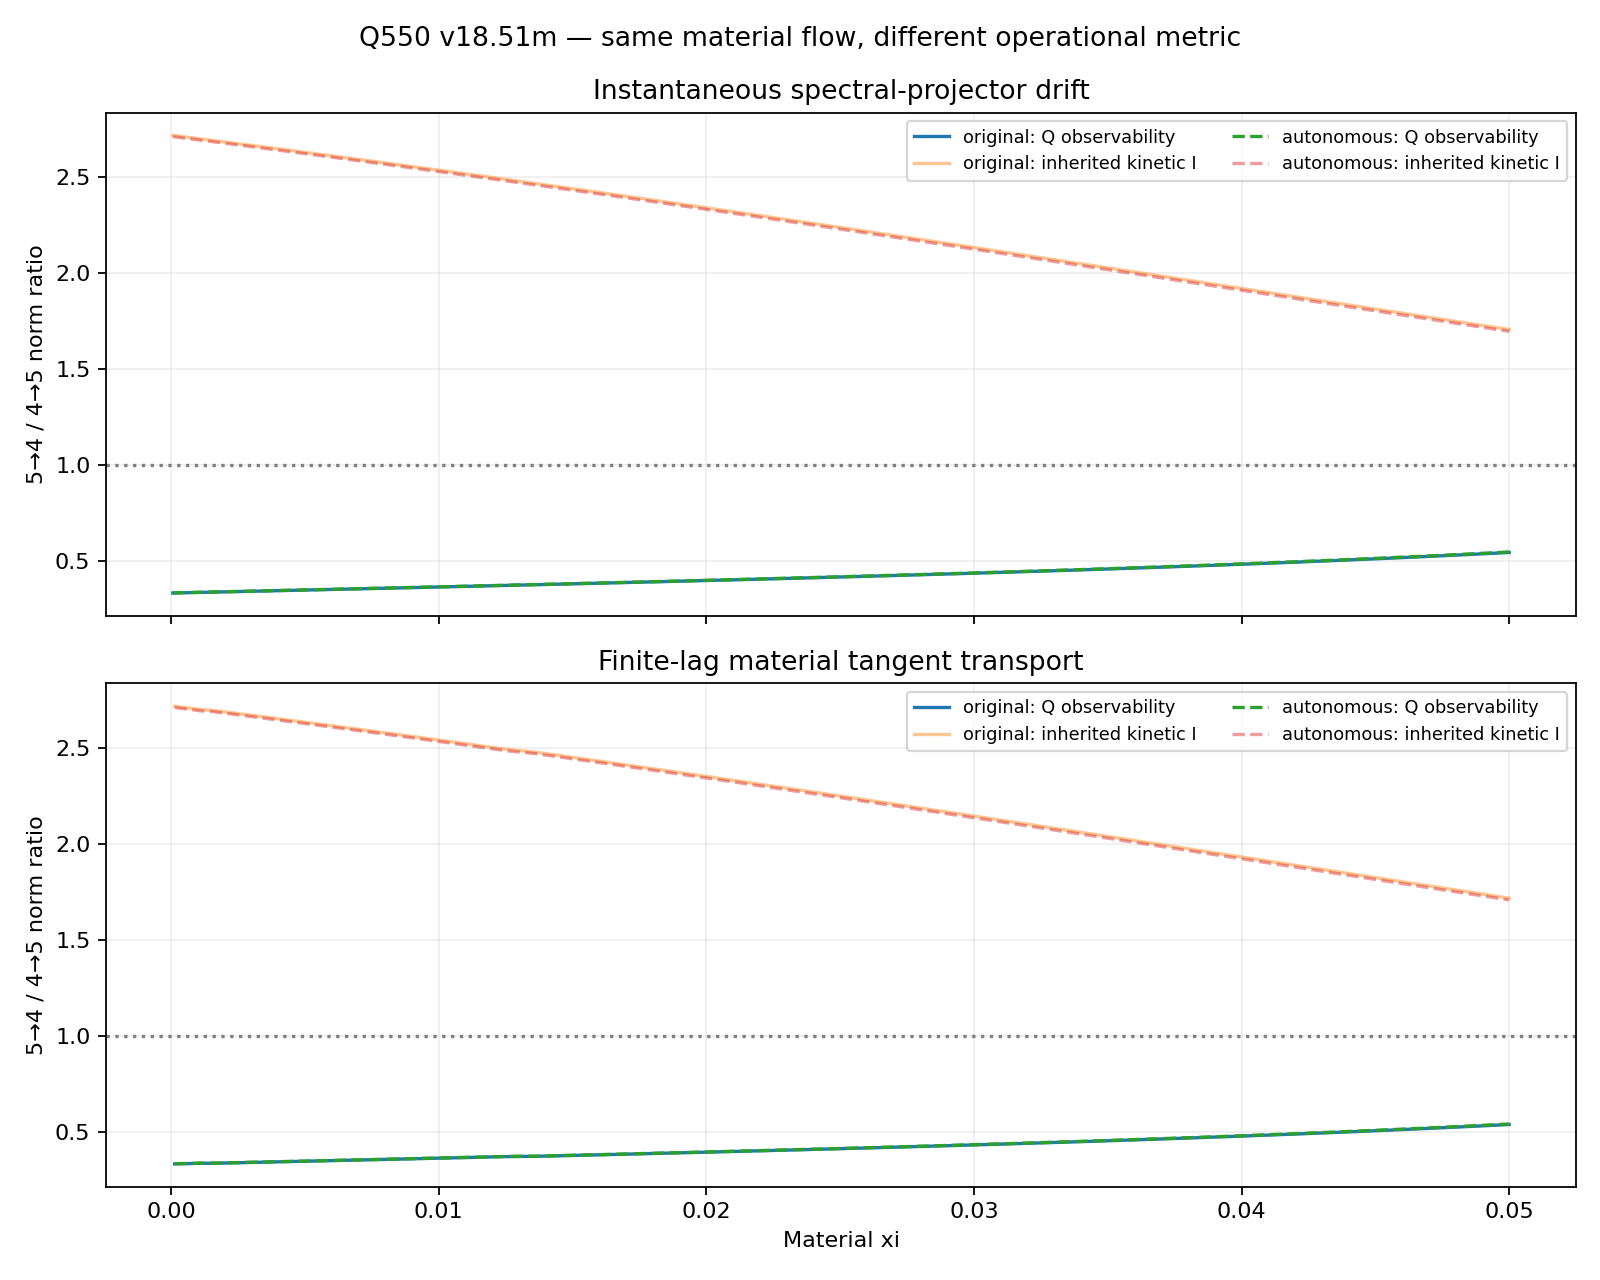 Q550 v18.51m — same material flow, different operational metric
Instantaneous spectral-projector drift
original: Q observability
original: inherited kinetic I
autonomous: Q observability
autonomous: inherited kinetic I
5→4 / 4→5 norm ratio
2.5
2.0
1.5
1.0
0.5
Finite-lag material tangent transport
original: Q observability
original: inherited kinetic I
autonomous: Q observability
autonomous: inherited kinetic I
5→4 / 4→5 norm ratio
2.5
2.0
1.5
1.0
0.5
0.00 0.01 0.02 0.03 0.04 0.05
Material xi